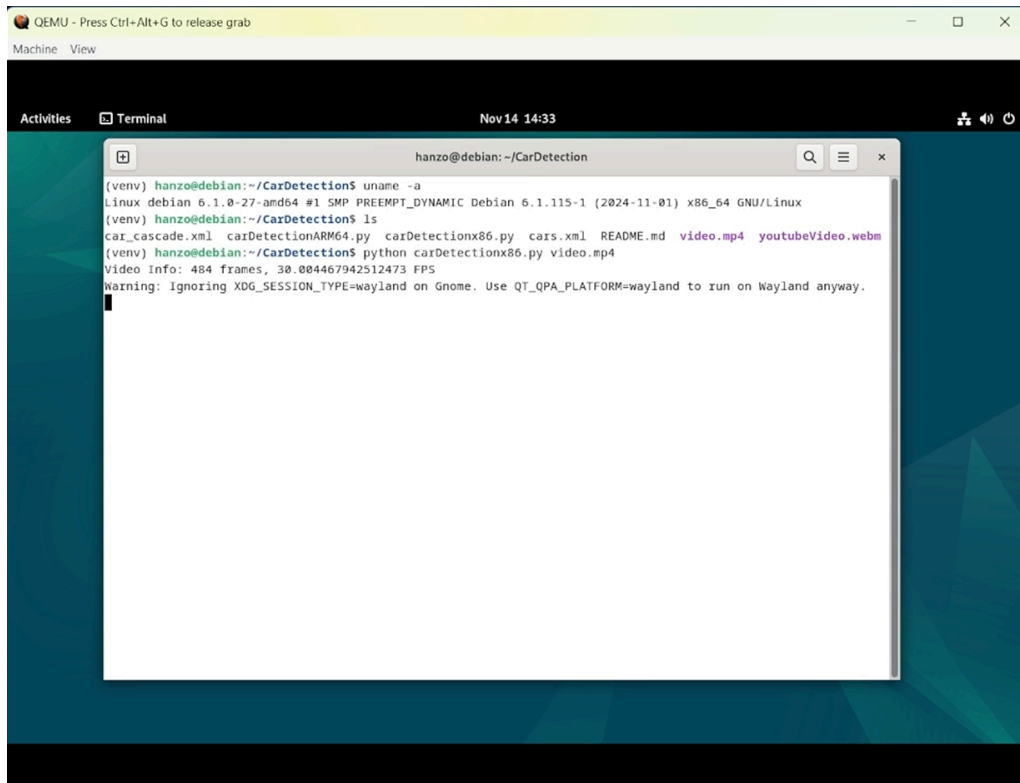 QEMU - Press Ctrl+Alt+G to release grab
Machine View
Activities Terminal Nov 14 14:33
hanzo@debian: ~/CarDetection
(venv) hanzo@debian:~/CarDetection$ uname -a
Linux debian 6.1.0-27-amd64 #1 SMP PREEMPT_DYNAMIC Debian 6.1.115-1 (2024-11-01) x86_64 GNU/Linux
(venv) hanzo@debian:~/CarDetection$ ls
car_cascade.xml carDetectionARM64.py carDetectionx86.py cars.xml README.md video.mp4 youtubeVideo.webm
(venv) hanzo@debian:~/CarDetection$ python carDetectionx86.py video.mp4
Video Info: 484 frames, 30.004467942512473 FPS
Warning: Ignoring XDG_SESSION_TYPE=wayland on Gnome. Use QT_QPA_PLATFORM=wayland to run on Wayland anyway.